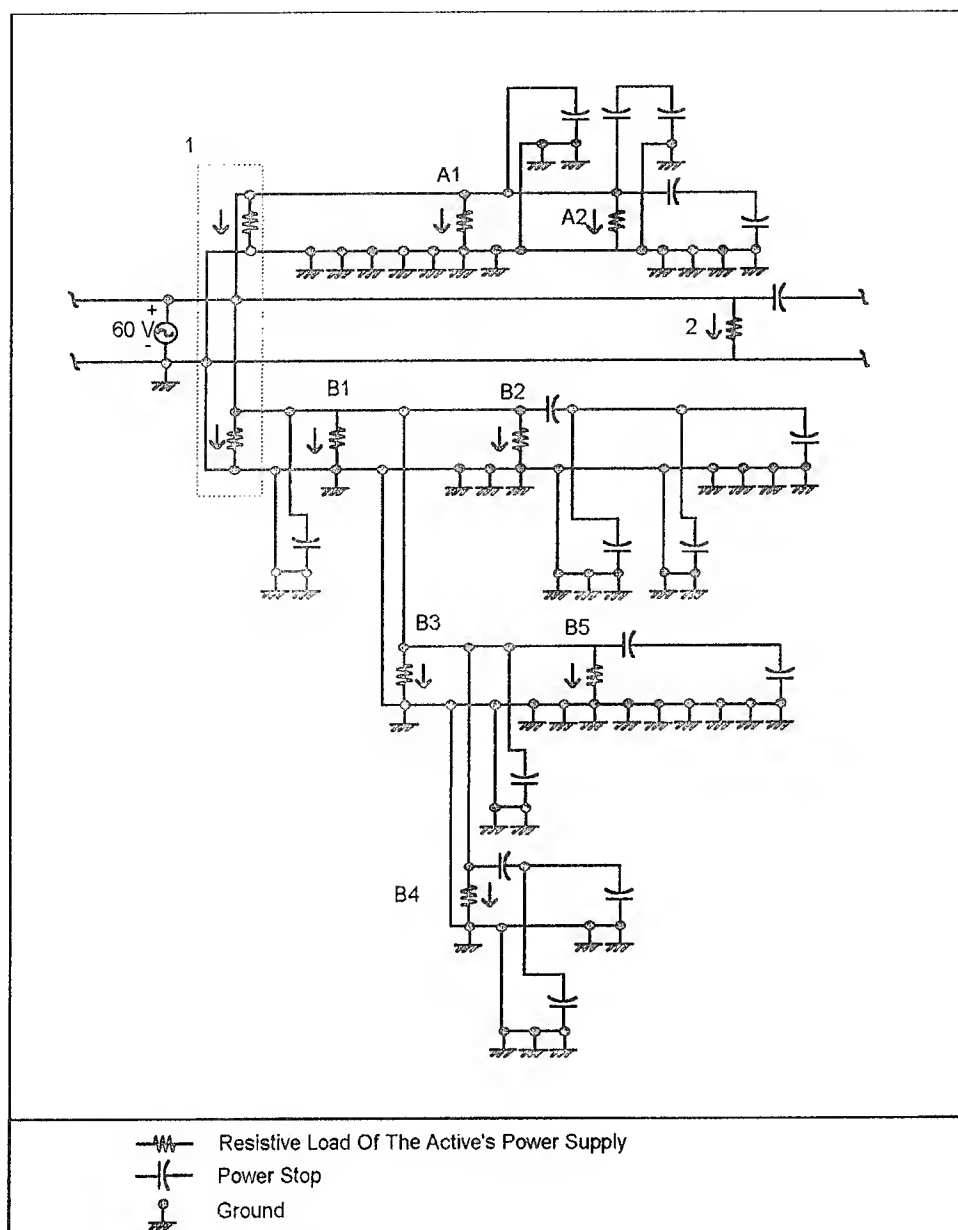 1
A1
A2
+
60 V
-
2
B1
B2
B3
B5
B4
Resistive Load Of The Active's Power Supply
Power Stop
Ground